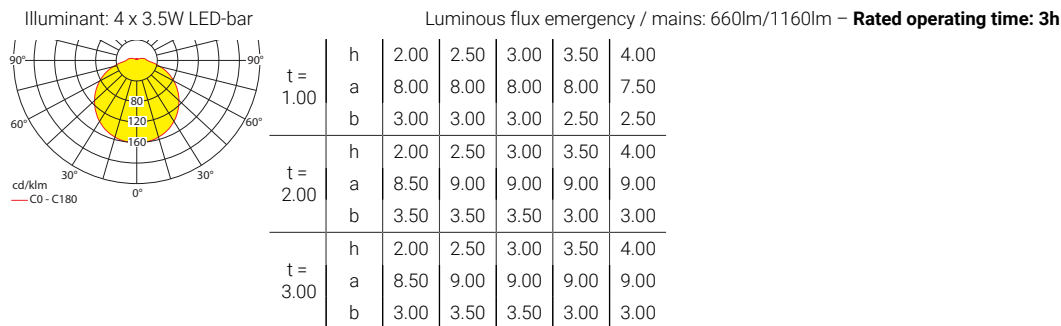 Illuminant: 4 x 3.5W LED-bar
Luminous flux emergency / mains: 660lm/1160lm – Rated operating time: 3h
90° 90°
80
120
60° 60°
160
30° 30°
0°
cd/klm
C0 - C180
t = 1.00
h 2.00 2.50 3.00 3.50 4.00
a 8.00 8.00 8.00 8.00 7.50
b 3.00 3.00 3.00 2.50 2.50
t = 2.00
h 2.00 2.50 3.00 3.50 4.00
a 8.50 9.00 9.00 9.00 9.00
b 3.50 3.50 3.50 3.00 3.00
t = 3.00
h 2.00 2.50 3.00 3.50 4.00
a 8.50 9.00 9.00 9.00 9.00
b 3.00 3.50 3.50 3.00 3.00